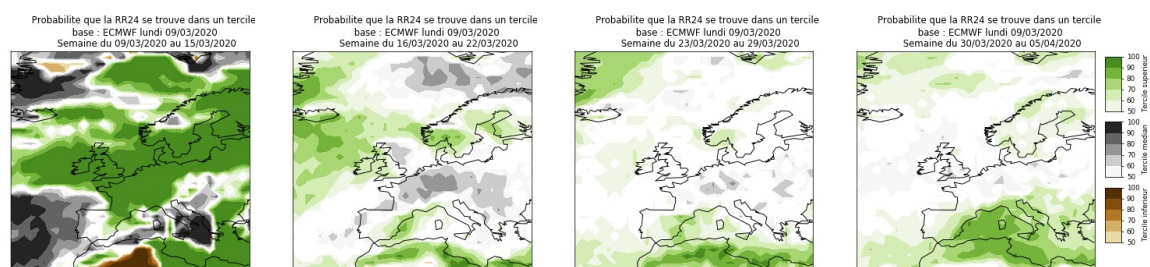 Probabilite que la RR24 se trouve dans un tercile
base : ECMWF lundi 09/03/2020
Semaine du 09/03/2020 au 15/03/2020
Probabilite que la RR24 se trouve dans un tercile
base : ECMWF lundi 09/03/2020
Semaine du 16/03/2020 au 22/03/2020
Probabilite que la RR24 se trouve dans un tercile
base : ECMWF lundi 09/03/2020
Semaine du 23/03/2020 au 29/03/2020
Probabilite que la RR24 se trouve dans un tercile
base : ECMWF lundi 09/03/2020
Semaine du 30/03/2020 au 05/04/2020
100
90
80
70
60
50
Tercile superieur
100
90
80
70
60
50
Tercile median
100
90
80
70
60
50
Tercile inferieur